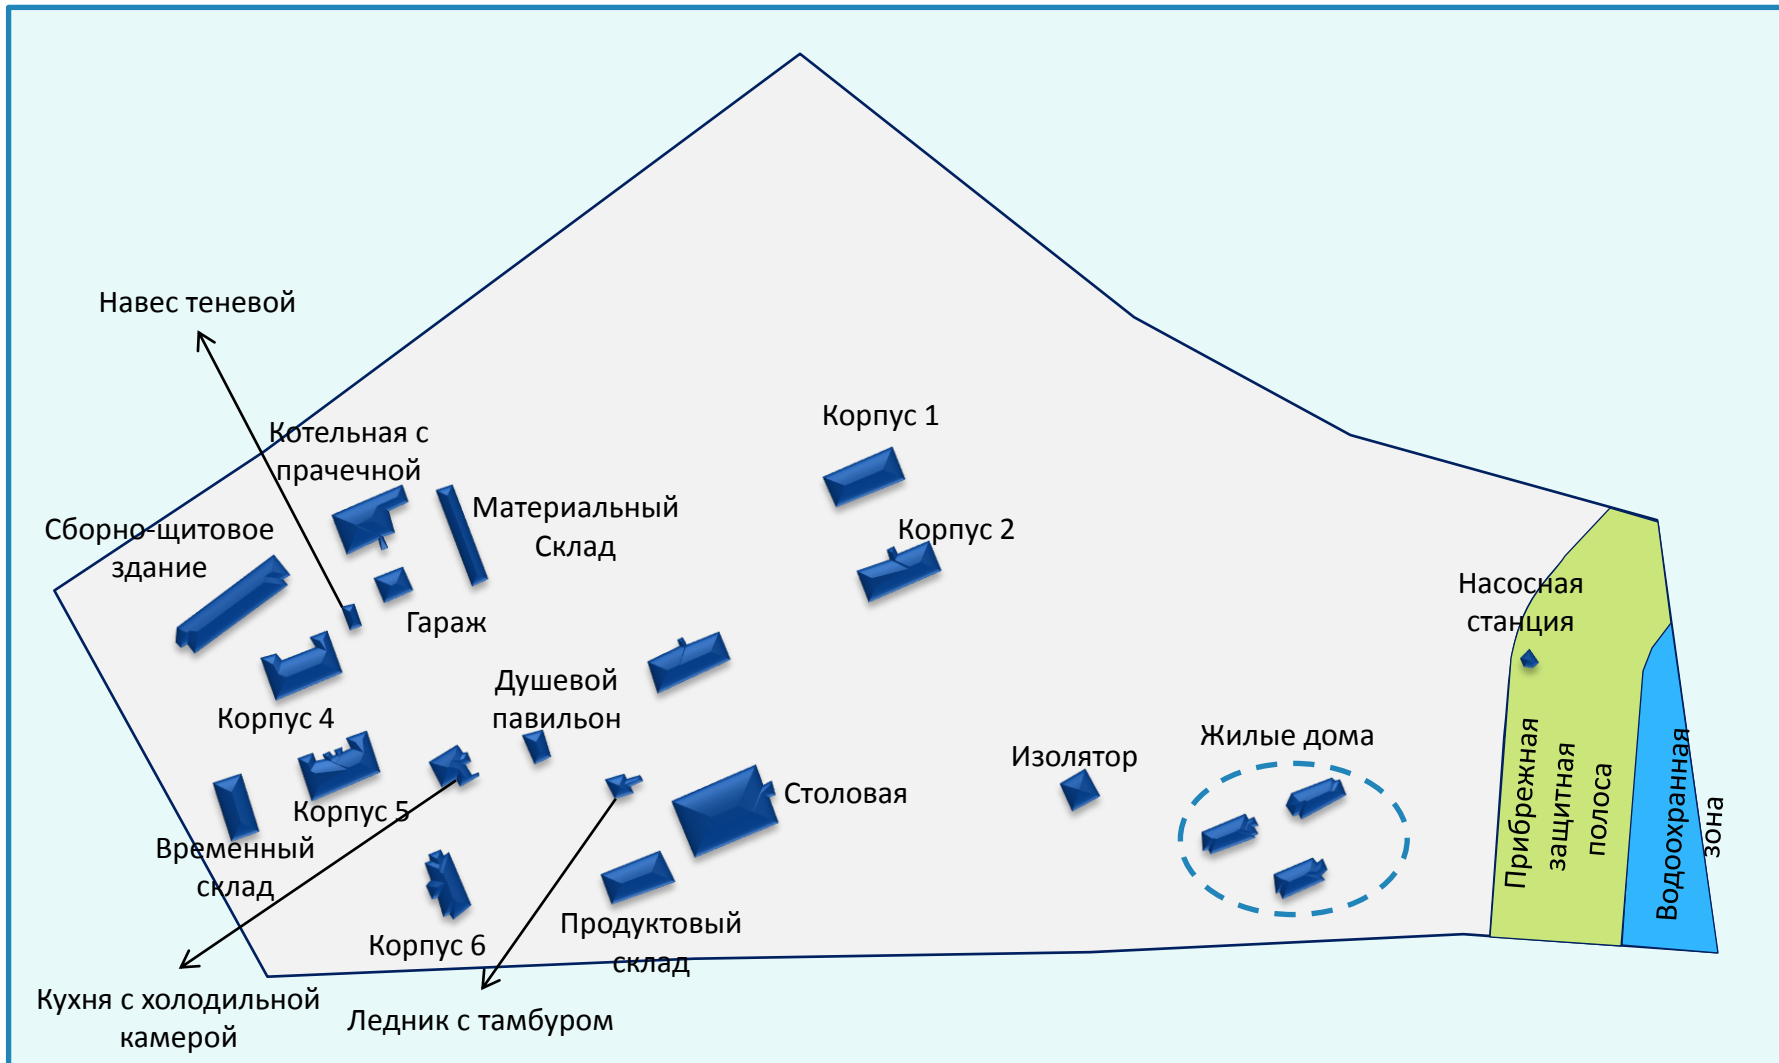 Навес теневой
Котельная с
прачечной
Корпус 1
Материальный
Склад
Сборно-щитовое
здание
Корпус 2
Насосная
станция
Гараж
Душевой
павильон
Корпус 4
Изолятор
Жилые дома
Столовая
Корпус 5
Временный
склад
Корпус 6
Продуктовый
склад
Кухня с холодильной
камерой
Ледник с тамбуром
Прибрежная
защитная
полоса
Водоохранная
зона